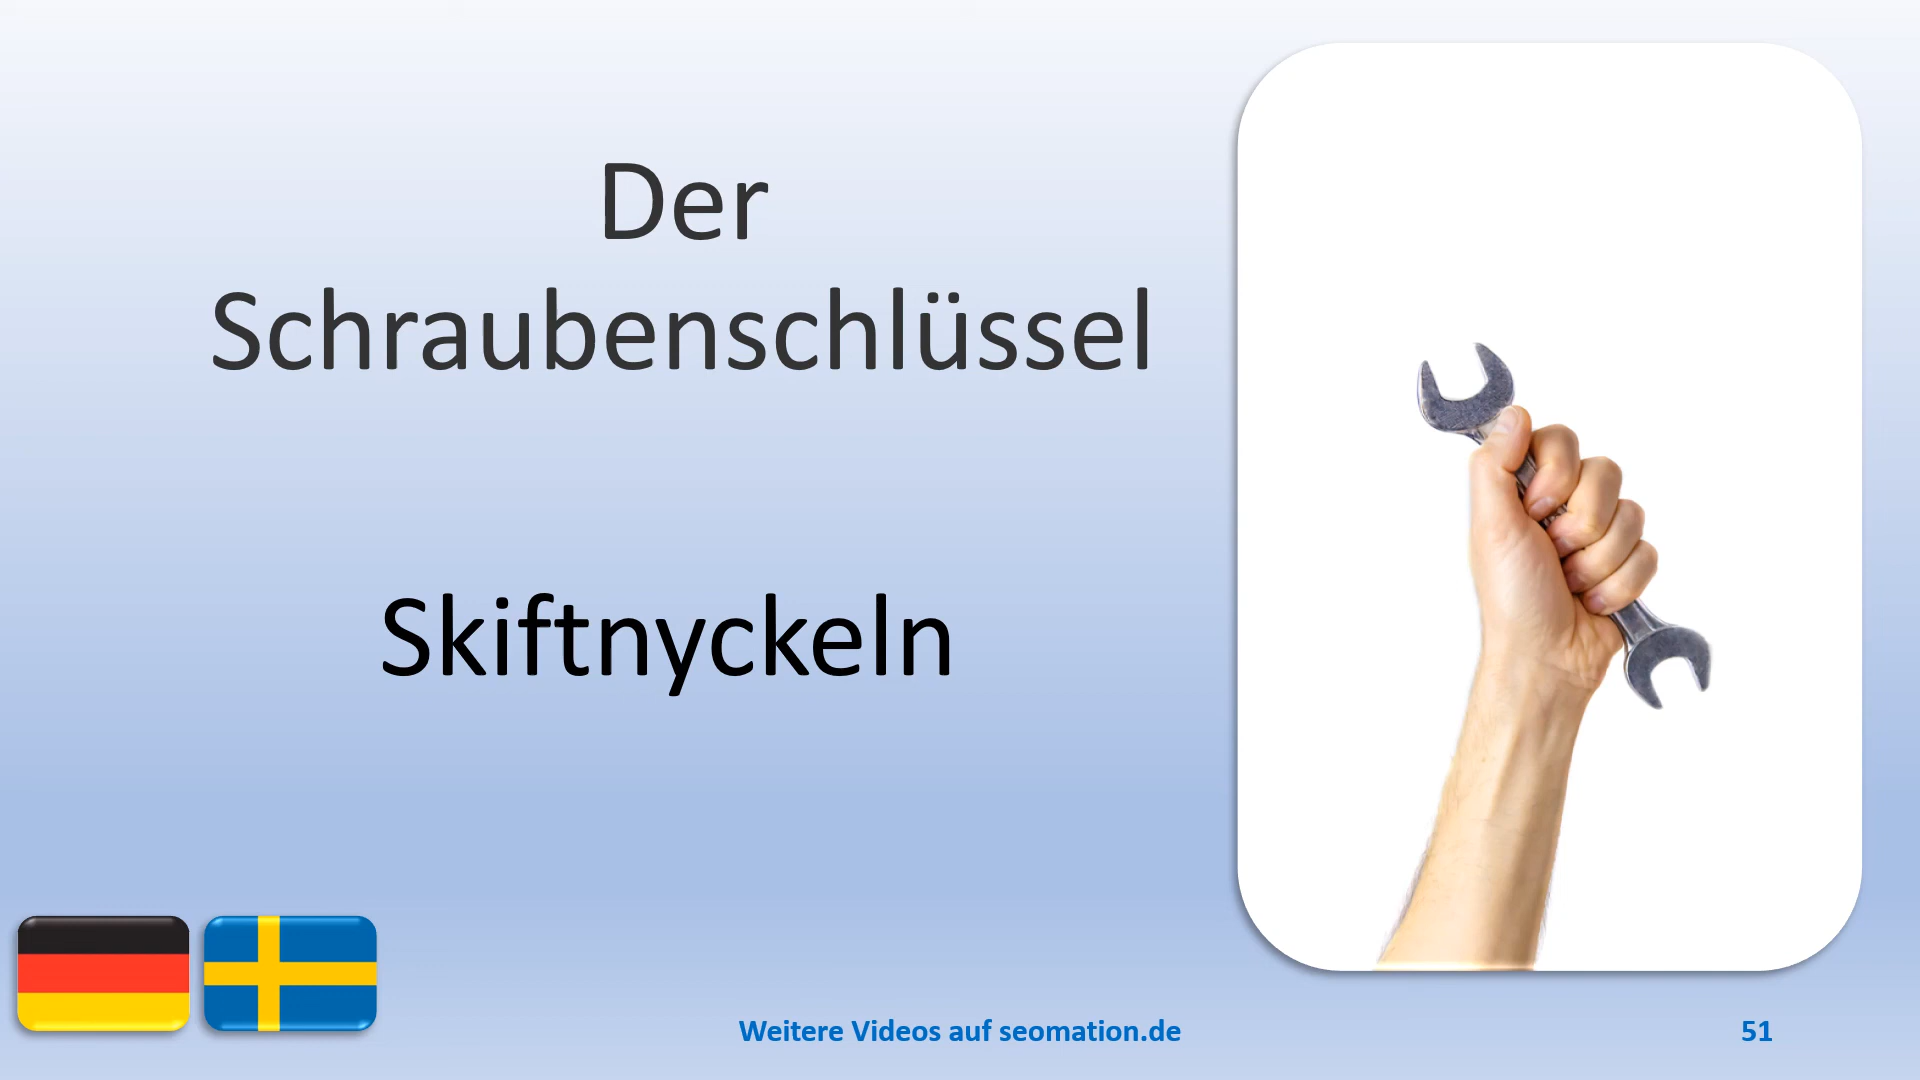 Der
Schraubenschlüssel
Skiftnyckeln
Weitere Videos auf seomation.de
51